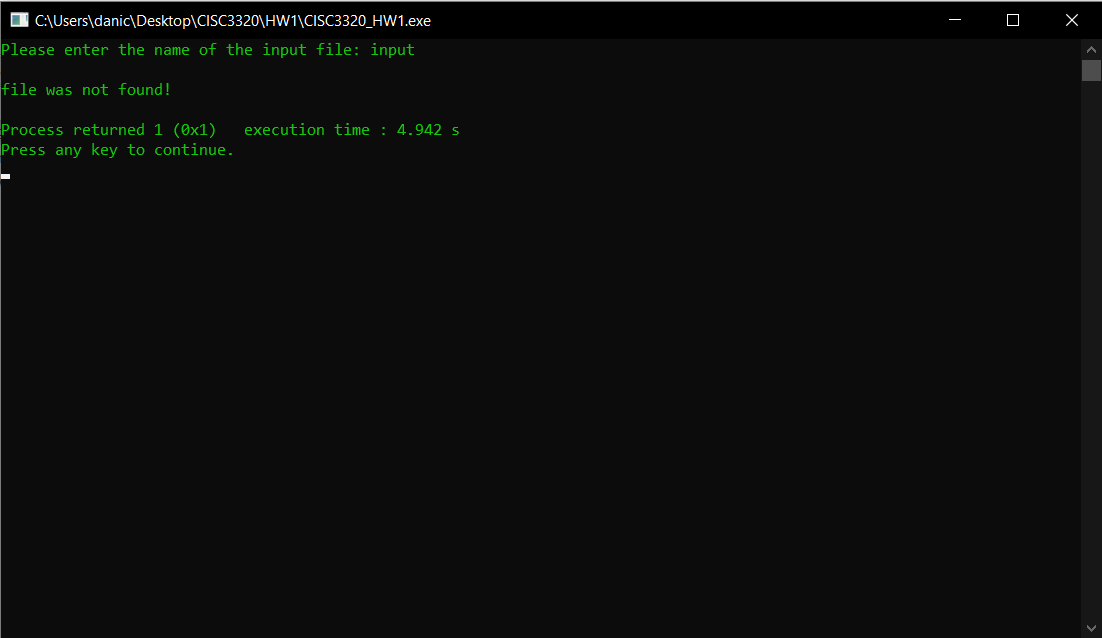 C:\Users\danic\Desktop\CISC3320\HW1\CISC3320_HW1.exe
Please enter the name of the input file: input
file was not found!
Process returned 1 (0x1)   execution time : 4.942 s
Press any key to continue.